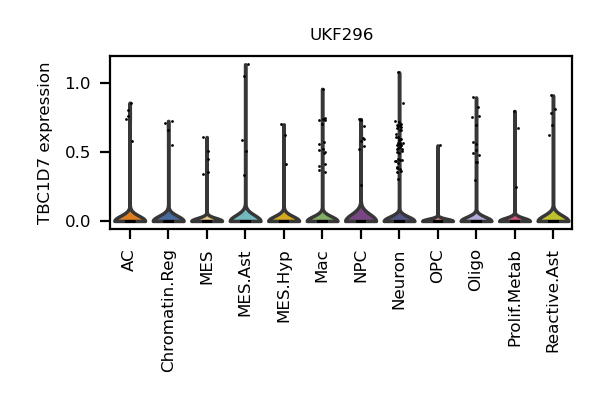 UKF296
TBC1D7 expression
1.0
0.5
0.0
AC
Chromatin.Reg
MES
MES.Ast
MES.Hyp
Mac
NPC
Neuron
OPC
Oligo
Prolif.Metab
Reactive.Ast